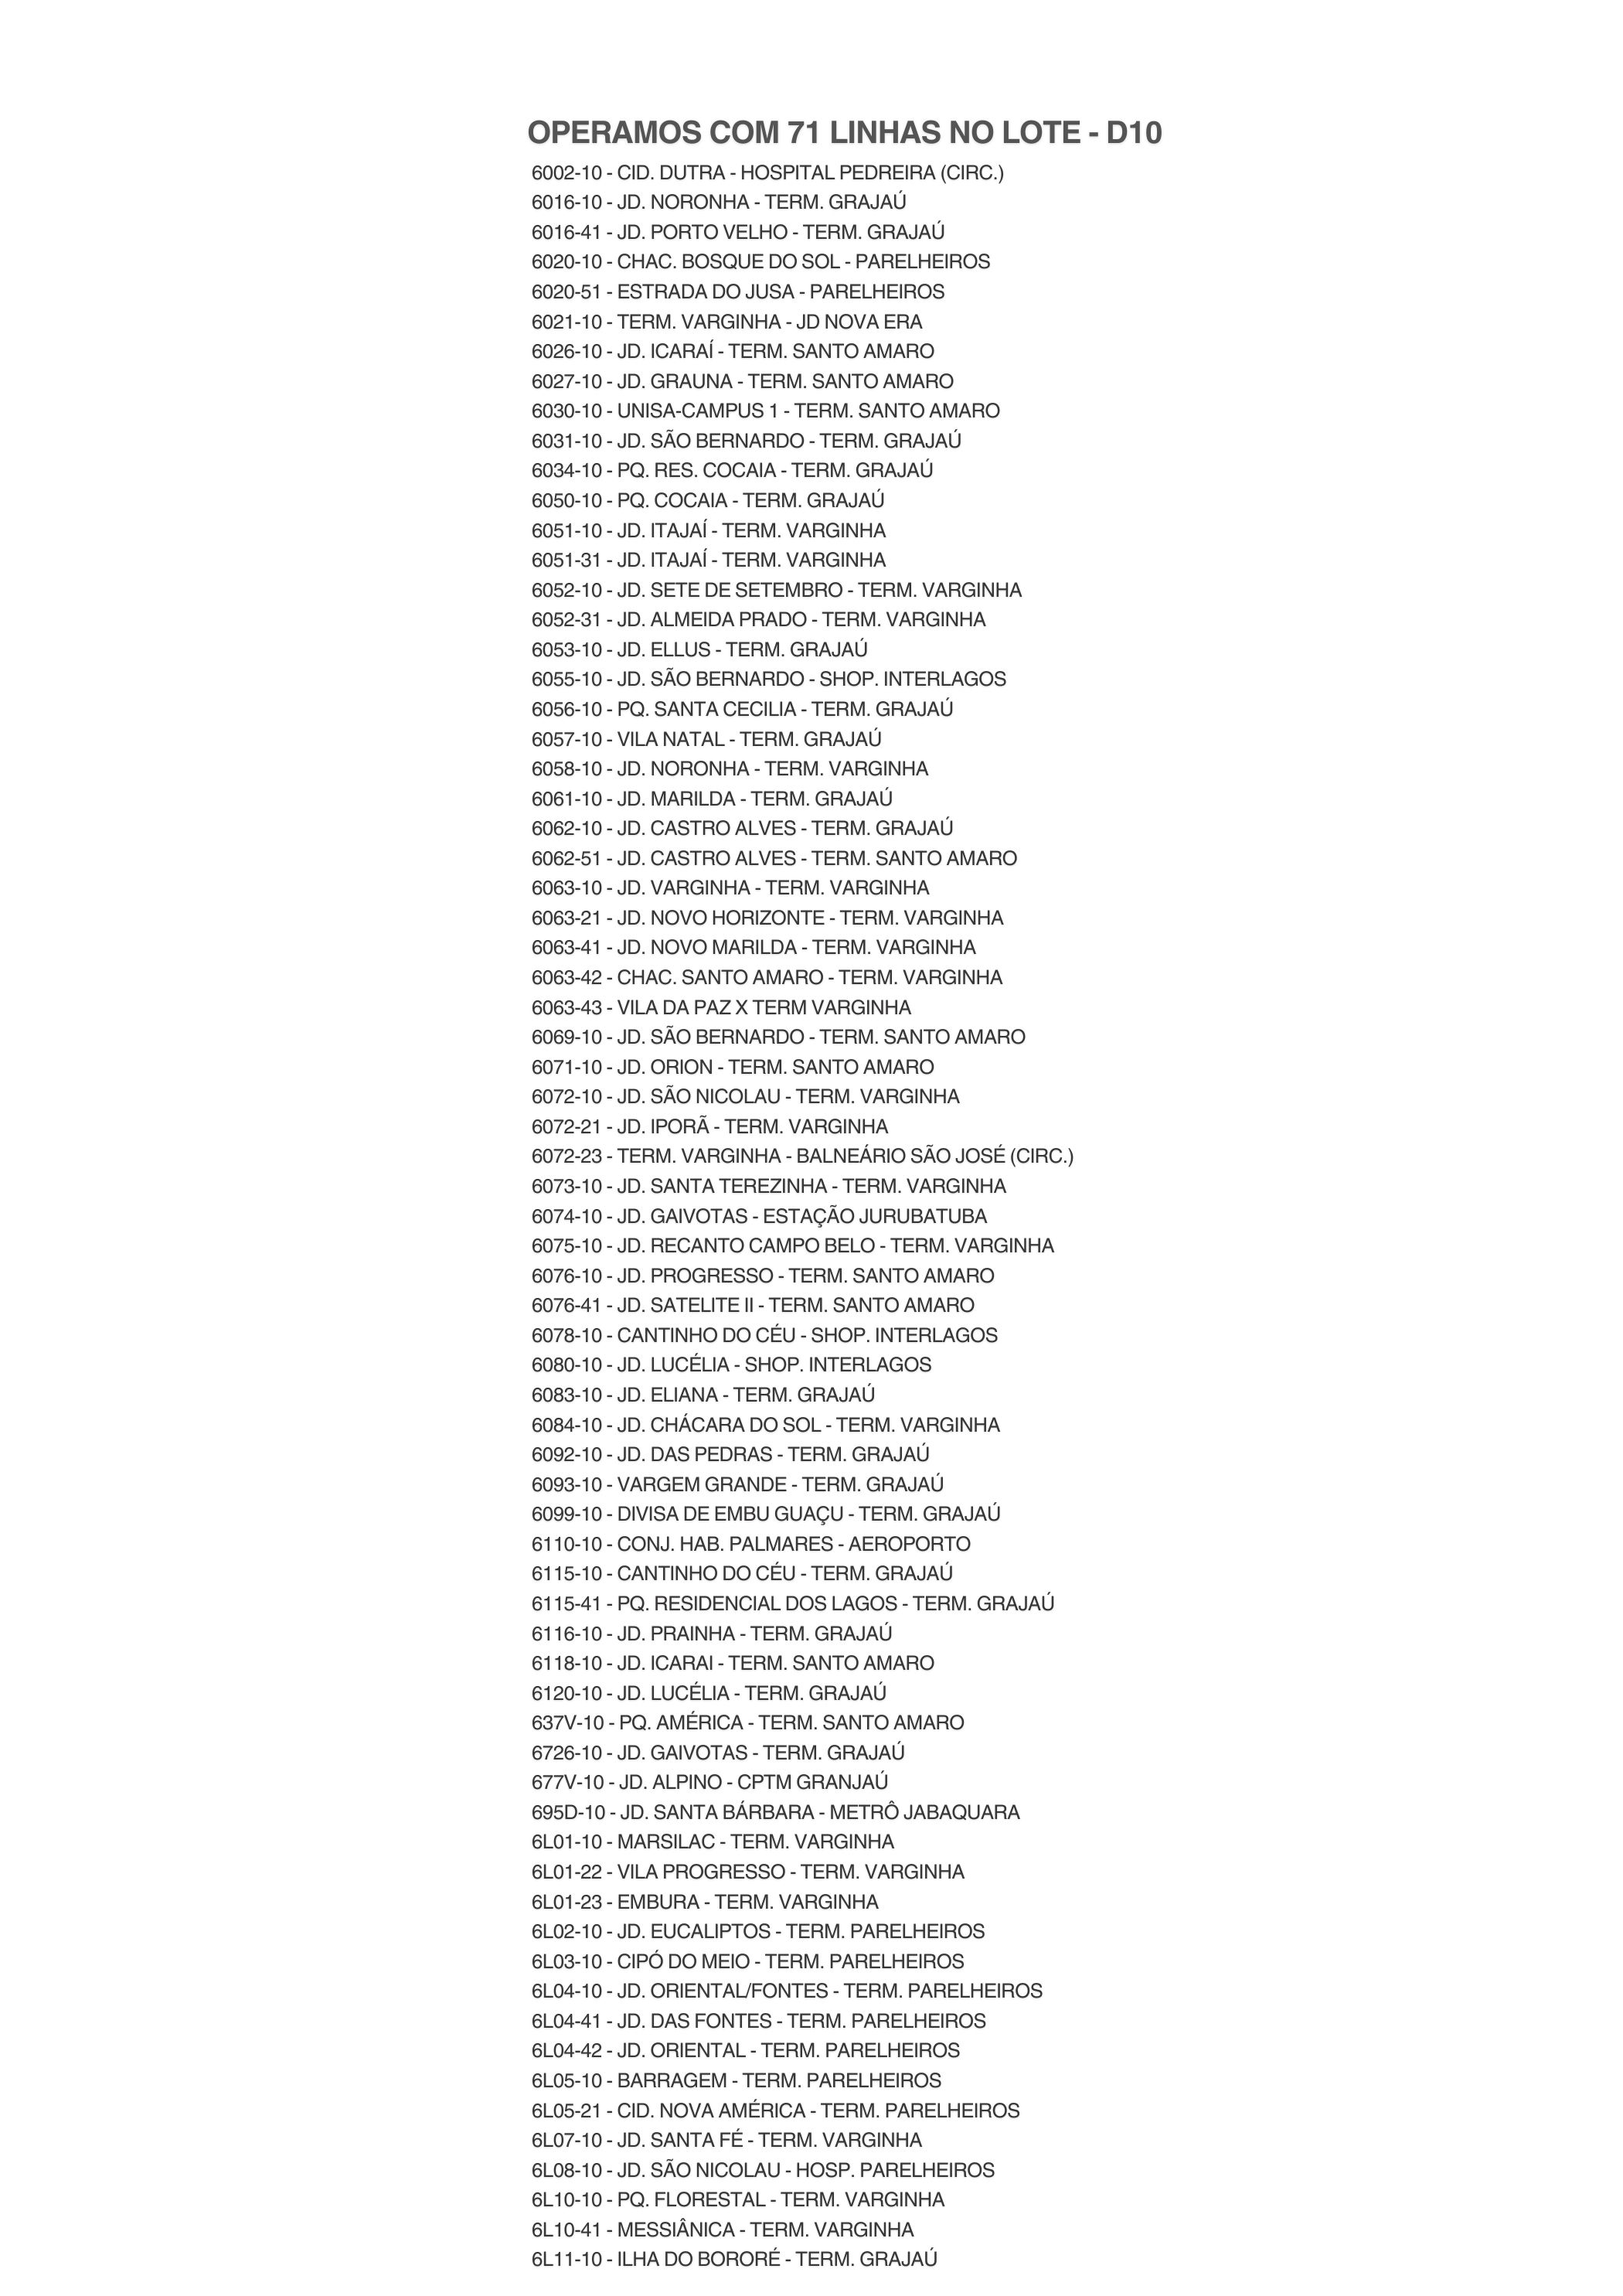 OPERAMOS COM 71 LINHAS NO LOTE - D10
6002-10 - CID. DUTRA - HOSPITAL PEDREIRA (CIRC.)
6016-10 - JD. NORONHA - TERM. GRAJAÚ
6016-41 - JD. PORTO VELHO - TERM. GRAJAÚ
6020-10 - CHAC. BOSQUE DO SOL - PARELHEIROS
6020-51 - ESTRADA DO JUSA - PARELHEIROS
6021-10 - TERM. VARGINHA - JD NOVA ERA
6026-10 - JD. ICARAÍ - TERM. SANTO AMARO
6027-10 - JD. GRAUNA - TERM. SANTO AMARO
6030-10 - UNISA-CAMPUS 1 - TERM. SANTO AMARO
6031-10 - JD. SÃO BERNARDO - TERM. GRAJAÚ
6034-10 - PQ. RES. COCAIA - TERM. GRAJAÚ
6050-10 - PQ. COCAIA - TERM. GRAJAÚ
6051-10 - JD. ITAJAÍ - TERM. VARGINHA
6051-31 - JD. ITAJAÍ - TERM. VARGINHA
6052-10 - JD. SETE DE SETEMBRO - TERM. VARGINHA
6052-31 - JD. ALMEIDA PRADO - TERM. VARGINHA
6053-10 - JD. ELLUS - TERM. GRAJAÚ
6055-10 - JD. SÃO BERNARDO - SHOP. INTERLAGOS
6056-10 - PQ. SANTA CECILIA - TERM. GRAJAÚ
6057-10 - VILA NATAL - TERM. GRAJAÚ
6058-10 - JD. NORONHA - TERM. VARGINHA
6061-10 - JD. MARILDA - TERM. GRAJAÚ
6062-10 - JD. CASTRO ALVES - TERM. GRAJAÚ
6062-51 - JD. CASTRO ALVES - TERM. SANTO AMARO
6063-10 - JD. VARGINHA - TERM. VARGINHA
6063-21 - JD. NOVO HORIZONTE - TERM. VARGINHA
6063-41 - JD. NOVO MARILDA - TERM. VARGINHA
6063-42 - CHAC. SANTO AMARO - TERM. VARGINHA
6063-43 - VILA DA PAZ X TERM VARGINHA
6069-10 - JD. SÃO BERNARDO - TERM. SANTO AMARO
6071-10 - JD. ORION - TERM. SANTO AMARO
6072-10 - JD. SÃO NICOLAU - TERM. VARGINHA
6072-21 - JD. IPORÃ - TERM. VARGINHA
6072-23 - TERM. VARGINHA - BALNEÁRIO SÃO JOSÉ (CIRC.)
6073-10 - JD. SANTA TEREZINHA - TERM. VARGINHA
6074-10 - JD. GAIVOTAS - ESTAÇÃO JURUBATUBA
6075-10 - JD. RECANTO CAMPO BELO - TERM. VARGINHA
6076-10 - JD. PROGRESSO - TERM. SANTO AMARO
6076-41 - JD. SATELITE II - TERM. SANTO AMARO
6078-10 - CANTINHO DO CÉU - SHOP. INTERLAGOS
6080-10 - JD. LUCÉLIA - SHOP. INTERLAGOS
6083-10 - JD. ELIANA - TERM. GRAJAÚ
6084-10 - JD. CHÁCARA DO SOL - TERM. VARGINHA
6092-10 - JD. DAS PEDRAS - TERM. GRAJAÚ
6093-10 - VARGEM GRANDE - TERM. GRAJAÚ
6099-10 - DIVISA DE EMBU GUAÇU - TERM. GRAJAÚ
6110-10 - CONJ. HAB. PALMARES - AEROPORTO
6115-10 - CANTINHO DO CÉU - TERM. GRAJAÚ
6115-41 - PQ. RESIDENCIAL DOS LAGOS - TERM. GRAJAÚ
6116-10 - JD. PRAINHA - TERM. GRAJAÚ
6118-10 - JD. ICARAI - TERM. SANTO AMARO
6120-10 - JD. LUCÉLIA - TERM. GRAJAÚ
637V-10 - PQ. AMÉRICA - TERM. SANTO AMARO
6726-10 - JD. GAIVOTAS - TERM. GRAJAÚ
677V-10 - JD. ALPINO - CPTM GRANJAÚ
695D-10 - JD. SANTA BÁRBARA - METRÔ JABAQUARA
6L01-10 - MARSILAC - TERM. VARGINHA
6L01-22 - VILA PROGRESSO - TERM. VARGINHA
6L01-23 - EMBURA - TERM. VARGINHA
6L02-10 - JD. EUCALIPTOS - TERM. PARELHEIROS
6L03-10 - CIPÓ DO MEIO - TERM. PARELHEIROS
6L04-10 - JD. ORIENTAL/FONTES - TERM. PARELHEIROS
6L04-41 - JD. DAS FONTES - TERM. PARELHEIROS
6L04-42 - JD. ORIENTAL - TERM. PARELHEIROS
6L05-10 - BARRAGEM - TERM. PARELHEIROS
6L05-21 - CID. NOVA AMÉRICA - TERM. PARELHEIROS
6L07-10 - JD. SANTA FÉ - TERM. VARGINHA
6L08-10 - JD. SÃO NICOLAU - HOSP. PARELHEIROS
6L10-10 - PQ. FLORESTAL - TERM. VARGINHA
6L10-41 - MESSIÂNICA - TERM. VARGINHA
6L11-10 - ILHA DO BORORÉ - TERM. GRAJAÚ